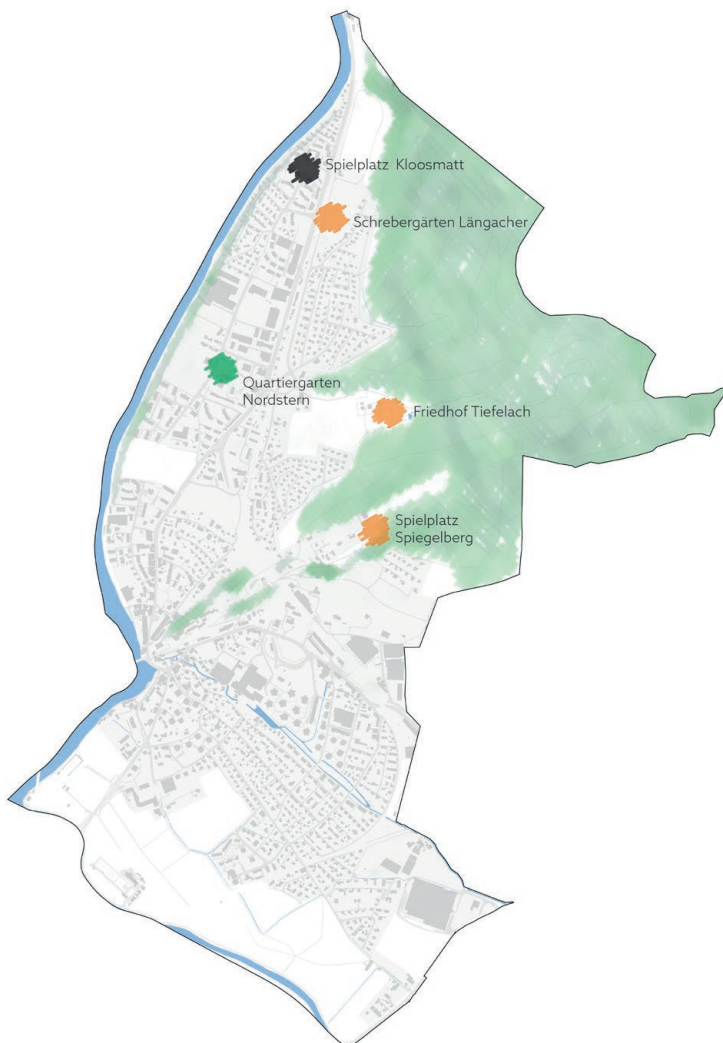 Spielplatz Kloosmatt
Schrebergärten Längacher
Quartiergarten
Nordstern
Friedhof Tiefelach
Spielplatz
Spiegelberg